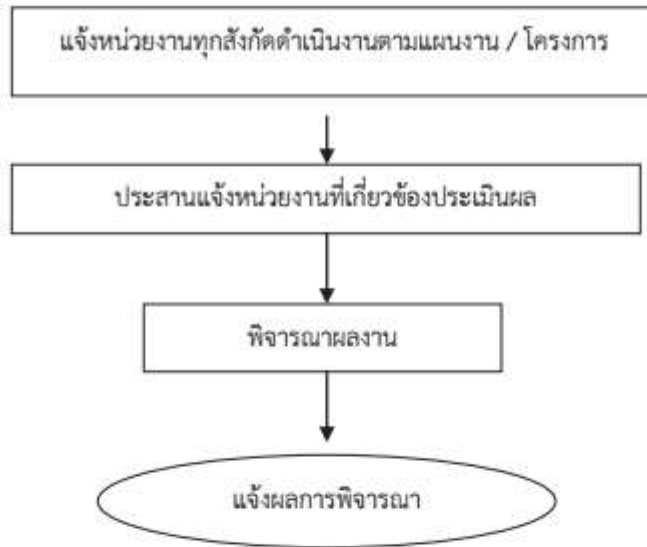 แจ้งหน่วยงานทุกสังกัดดำเนินงานตามแผนงาน / โครงการ
ประสานแจ้งหน่วยงานที่เกี่ยวข้องประเมินผล
พิจารณาผลงาน
แจ้งผลการพิจารณา